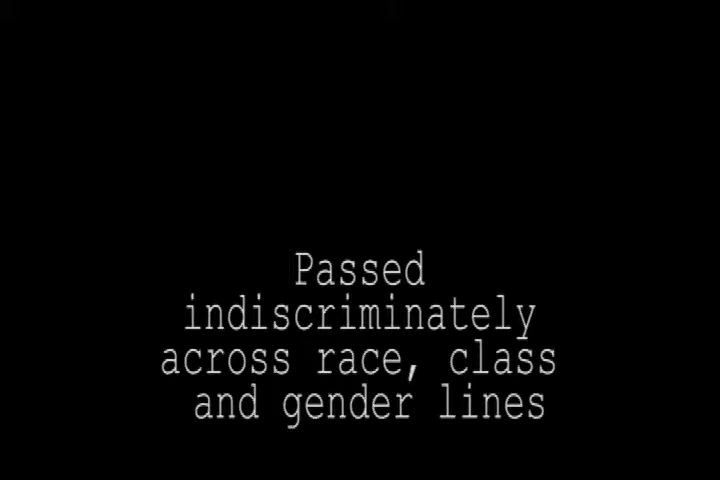 Passed
indiscriminately
across race, class
and gender lines